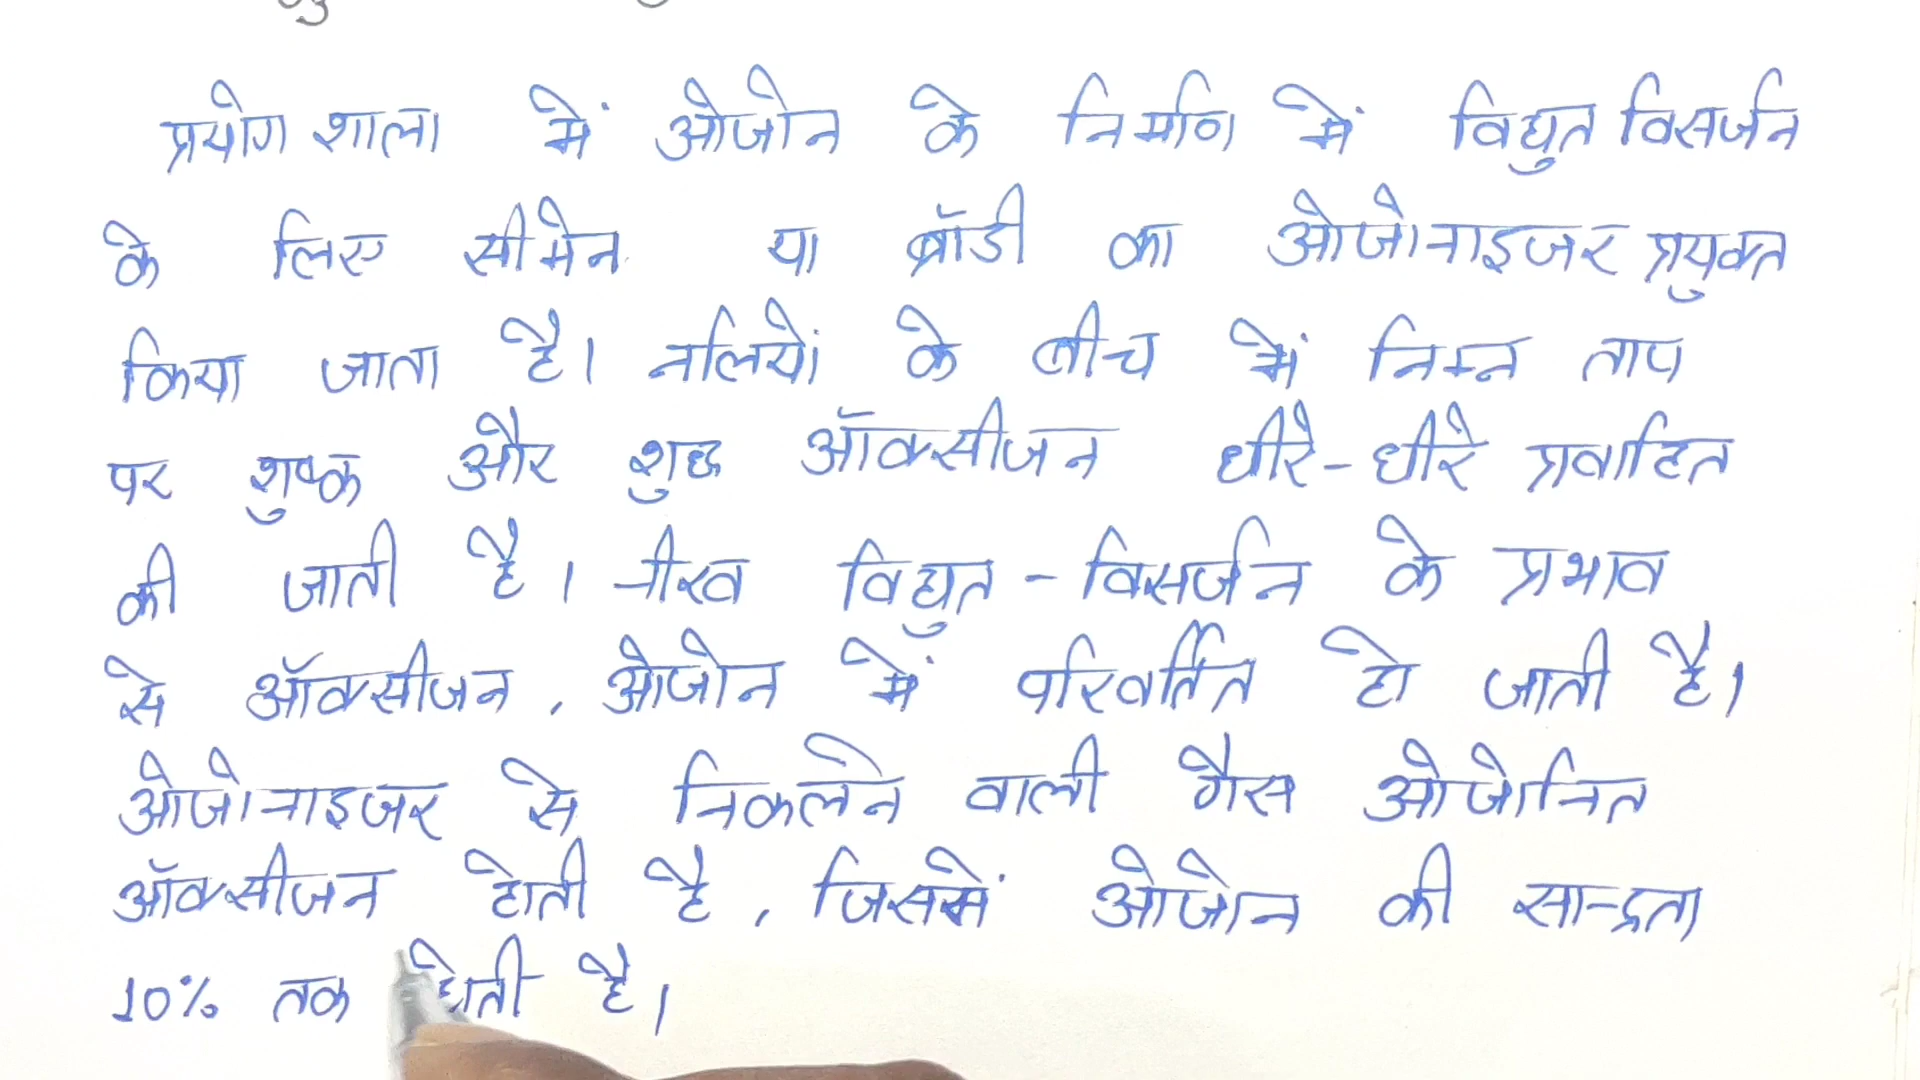 प्रयोग शाला में ओजोन के निर्माण में विद्युत विसर्जन
के लिए सीमेन या ब्रॉडी का ओजोनाइजर प्रयुक्त
किया जाता है। नलियों के बीच में निम्न ताप
पर शुष्क और शुद्ध ऑक्सीजन धीरे-धीरे प्रवाहित
की जाती है। नीरव विद्युत-विसर्जन के प्रभाव
से ऑक्सीजन, ओजोन में परिवर्तित हो जाती है।
ओजोनाइजर से निकलने वाली गैस ओजोनित
ऑक्सीजन होती है, जिसमें ओजोन की सान्द्रता
10% तक होती है।